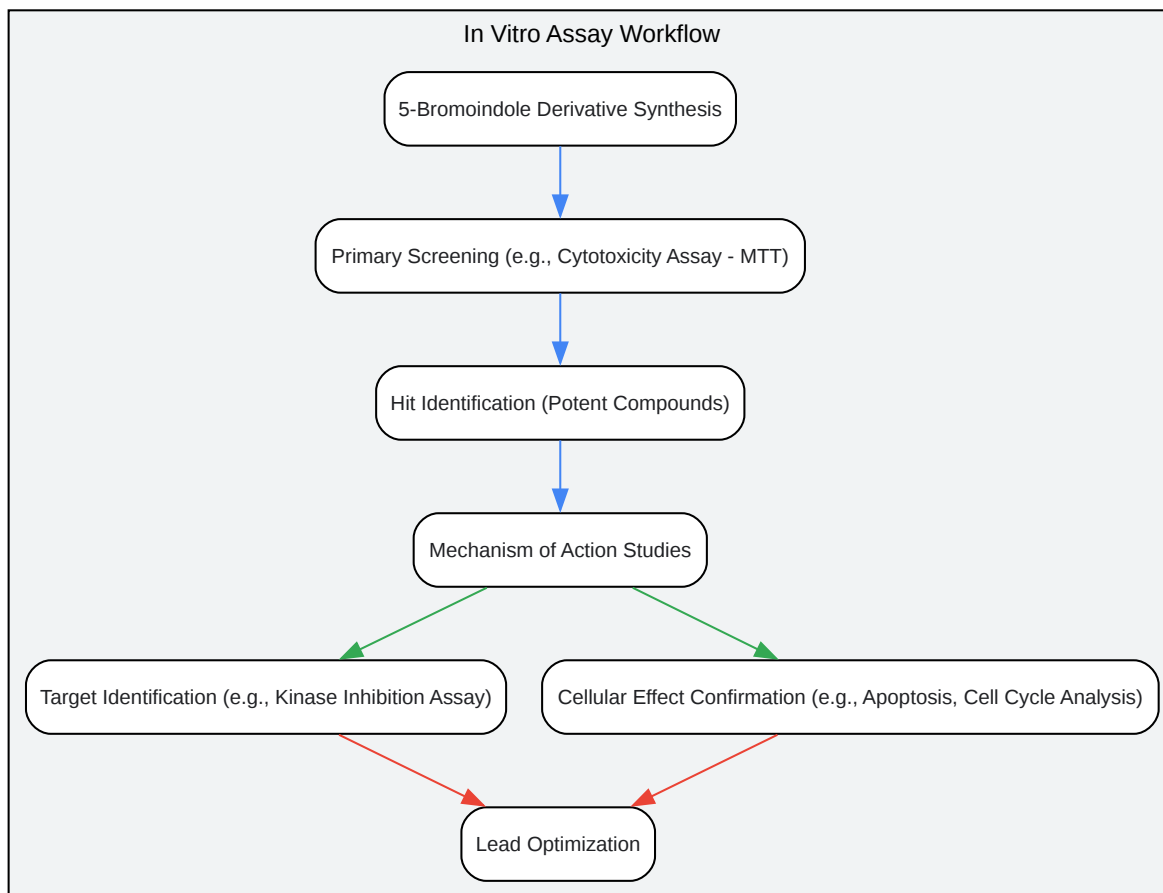 In Vitro Assay Workflow
5-Bromoindole Derivative Synthesis
Primary Screening (e.g., Cytotoxicity Assay - MTT)
Hit Identification (Potent Compounds)
Mechanism of Action Studies
Target Identification (e.g., Kinase Inhibition Assay)
Cellular Effect Confirmation (e.g., Apoptosis, Cell Cycle Analysis)
Lead Optimization